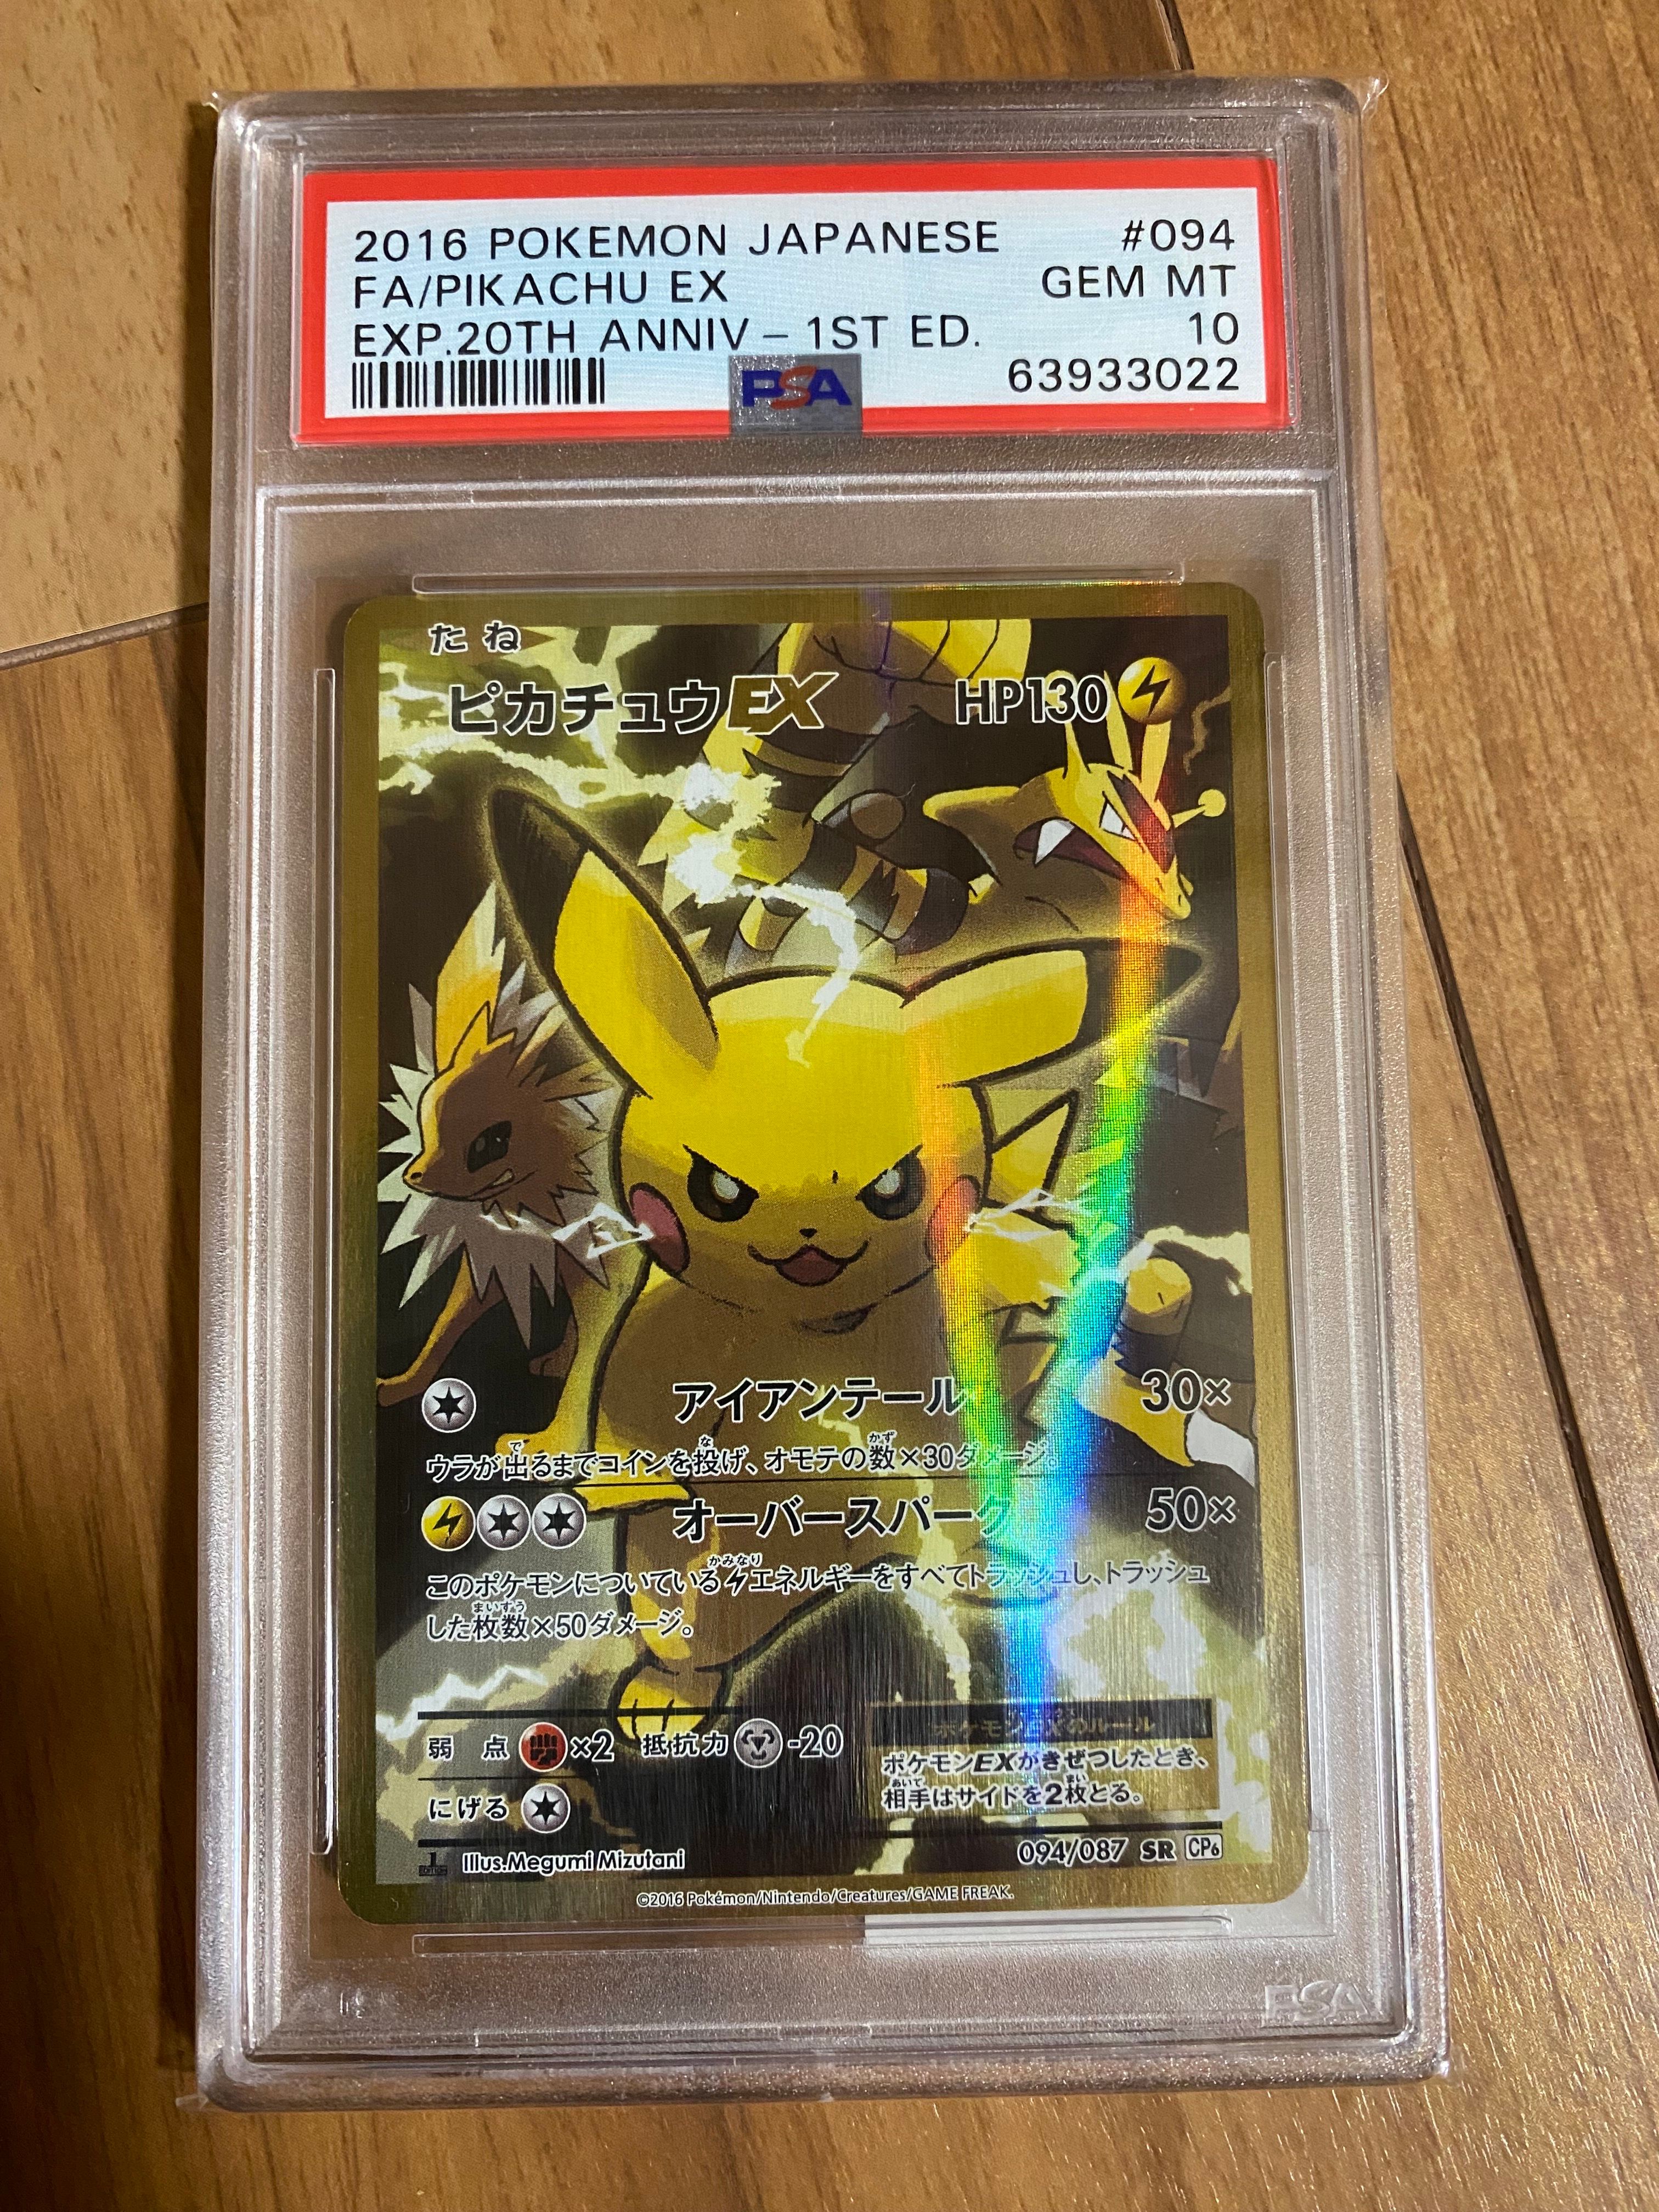 2016 POKEMON JAPANESE #094
FA/PIKACHU EX GEM MT
EXP.20TH ANNIV – 1ST ED. 10
PSA 63933022
たね
ピカチュウEX HP130
アイアンテール 30×
ウラが出るまでコインを投げ、オモテの数×30ダメージ。
オーバースパーク 50×
このポケモンについているエネルギーをすべてトラッシュし、トラッシュ
した枚数×50ダメージ。
弱点 ×2 抵抗力 -20
にげる
ポケモンEXのルール
ポケモンEXがきぜつしたとき、
相手はサイドを2枚とる。
1 EDITION Illus.Megumi Mizutani 094/087 SR CP6
©2016 Pokémon/Nintendo/Creatures/GAME FREAK.
PSA